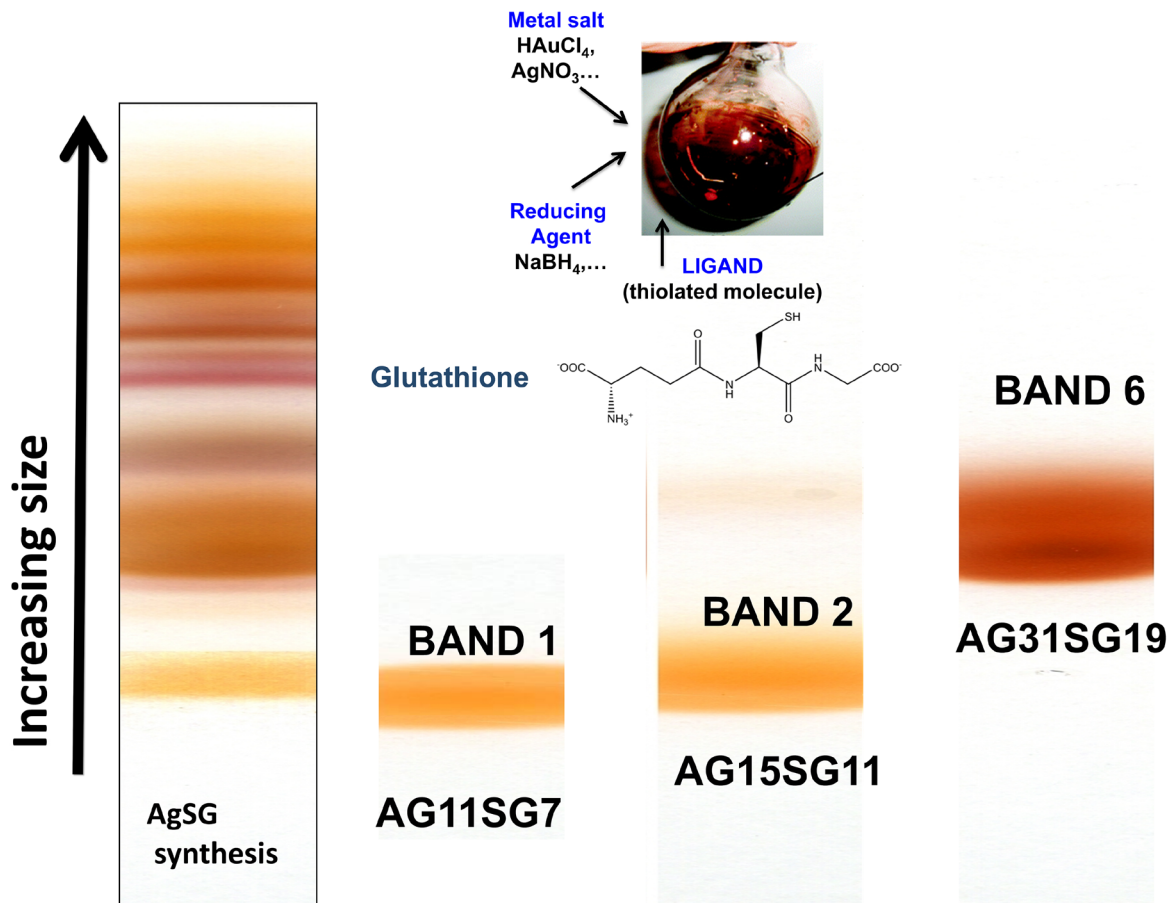 Metal salt
HAuCl₄,
AgNO₃...
Reducing
Agent
NaBH₄,...
LIGAND
(thiolated molecule)
Glutathione
⁻OOC
NH₃⁺
O
N
H
SH
O
H
N
COO⁻
Increasing size
AgSG
synthesis
BAND 1
AG11SG7
BAND 2
AG15SG11
BAND 6
AG31SG19